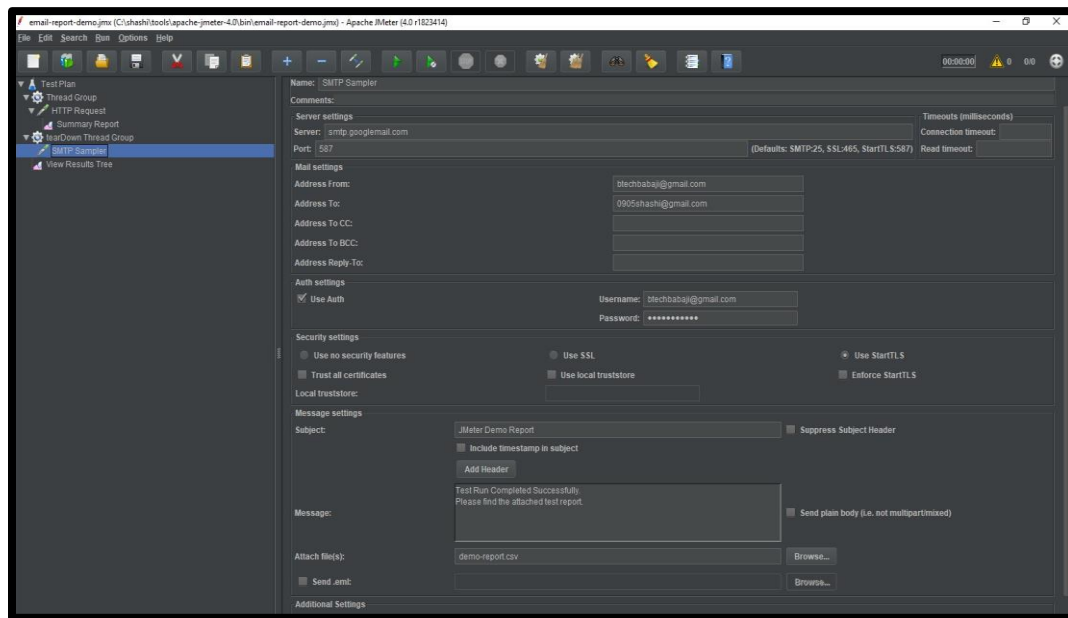 email-report-demo.jmx (C:\shashi\tools\apache-jmeter-4.0\bin\email-report-demo.jmx) - Apache JMeter (4.0 r1823414)
File Edit Search Run Options Help
00:00:00 0 0/0
Test Plan
Thread Group
HTTP Request
Summary Report
tearDown Thread Group
SMTP Sampler
View Results Tree
Name: SMTP Sampler
Comments:
Server settings
Timeouts (milliseconds)
Server: smtp.googlemail.com
Connection timeout:
Port: 587 (Defaults: SMTP:25, SSL:465, StartTLS:587) Read timeout:
Mail settings
Address From: btechbabaji@gmail.com
Address To: 0905shashi@gmail.com
Address To CC:
Address To BCC:
Address Reply-To:
Auth settings
Use Auth
Username: btechbabaji@gmail.com
Password: ***********
Security settings
Use no security features Use SSL Use StartTLS
Trust all certificates Use local truststore Enforce StartTLS
Local truststore:
Message settings
Subject: JMeter Demo Report Suppress Subject Header
Include timestamp in subject
Add Header
Test Run Completed Successfully.
Please find the attached test report.
Message: Send plain body (i.e. not multipart/mixed)
Attach file(s): demo-report.csv Browse...
Send .eml: Browse...
Additional Settings